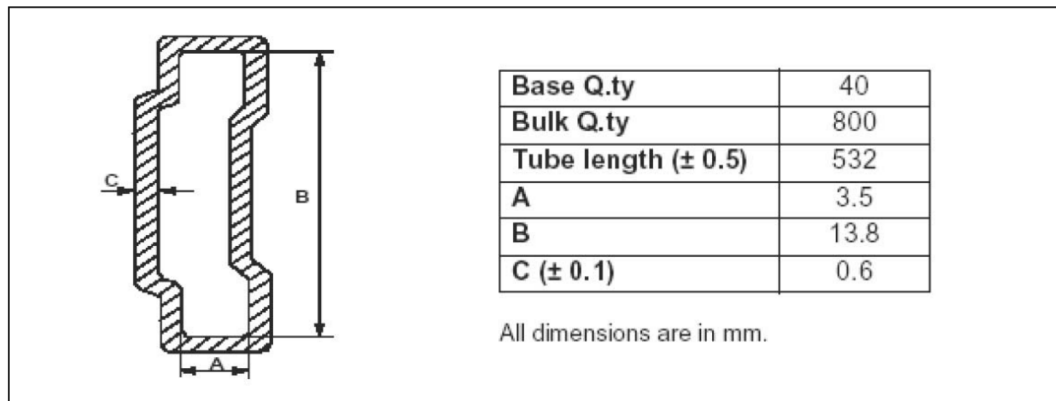 C
B
A
Base Q.ty 40
Bulk Q.ty 800
Tube length (± 0.5) 532
A 3.5
B 13.8
C (± 0.1) 0.6
All dimensions are in mm.